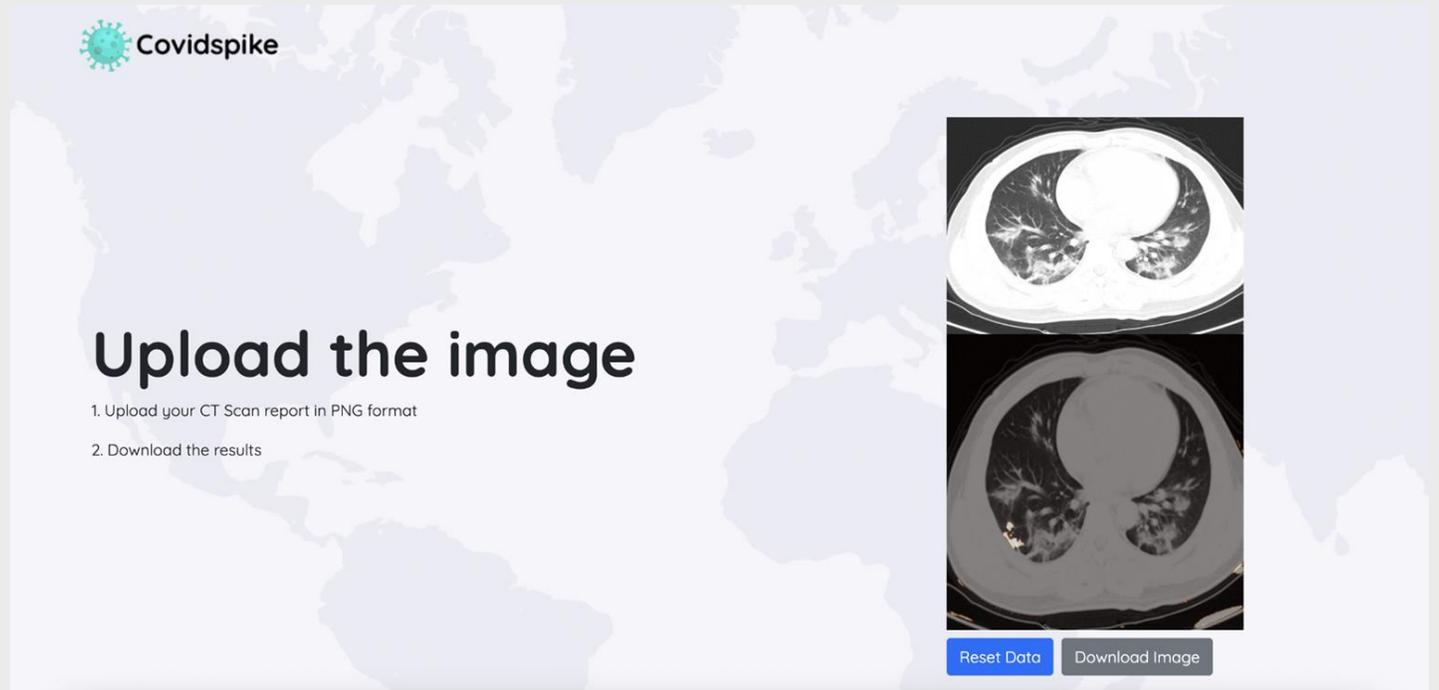 Covidspike
Upload the image
1. Upload your CT Scan report in PNG format
2. Download the results
Reset Data
Download Image